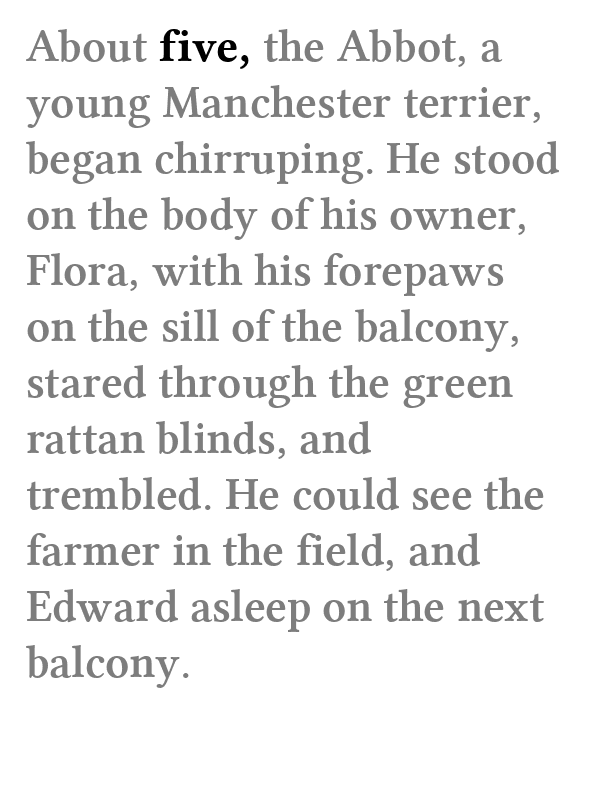 About five, the Abbot, a
young Manchester terrier,
began chirruping. He stood
on the body of his owner,
Flora, with his forepaws
on the sill of the balcony,
stared through the green
rattan blinds, and
trembled. He could see the
farmer in the field, and
Edward asleep on the next
balcony.